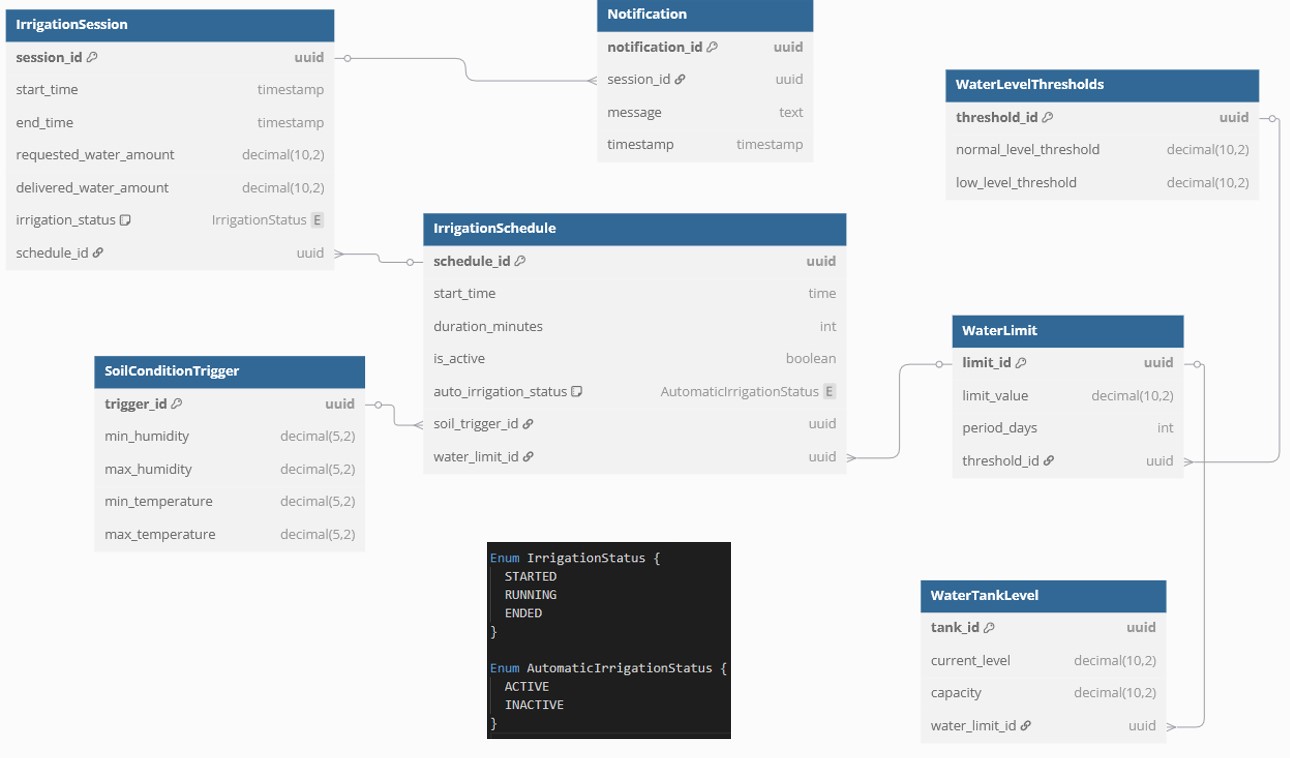 IrrigationSession
session_id uuid
start_time timestamp
end_time timestamp
requested_water_amount decimal(10,2)
delivered_water_amount decimal(10,2)
irrigation_status IrrigationStatus E
schedule_id uuid
Notification
notification_id uuid
session_id uuid
message text
timestamp timestamp
WaterLevelThresholds
threshold_id uuid
normal_level_threshold decimal(10,2)
low_level_threshold decimal(10,2)
IrrigationSchedule
schedule_id uuid
start_time time
duration_minutes int
is_active boolean
auto_irrigation_status AutomaticIrrigationStatus E
soil_trigger_id uuid
water_limit_id uuid
WaterLimit
limit_id uuid
limit_value decimal(10,2)
period_days int
threshold_id uuid
SoilConditionTrigger
trigger_id uuid
min_humidity decimal(5,2)
max_humidity decimal(5,2)
min_temperature decimal(5,2)
max_temperature decimal(5,2)
Enum IrrigationStatus {
STARTED
RUNNING
ENDED
}
Enum AutomaticIrrigationStatus {
ACTIVE
INACTIVE
}
WaterTankLevel
tank_id uuid
current_level decimal(10,2)
capacity decimal(10,2)
water_limit_id uuid